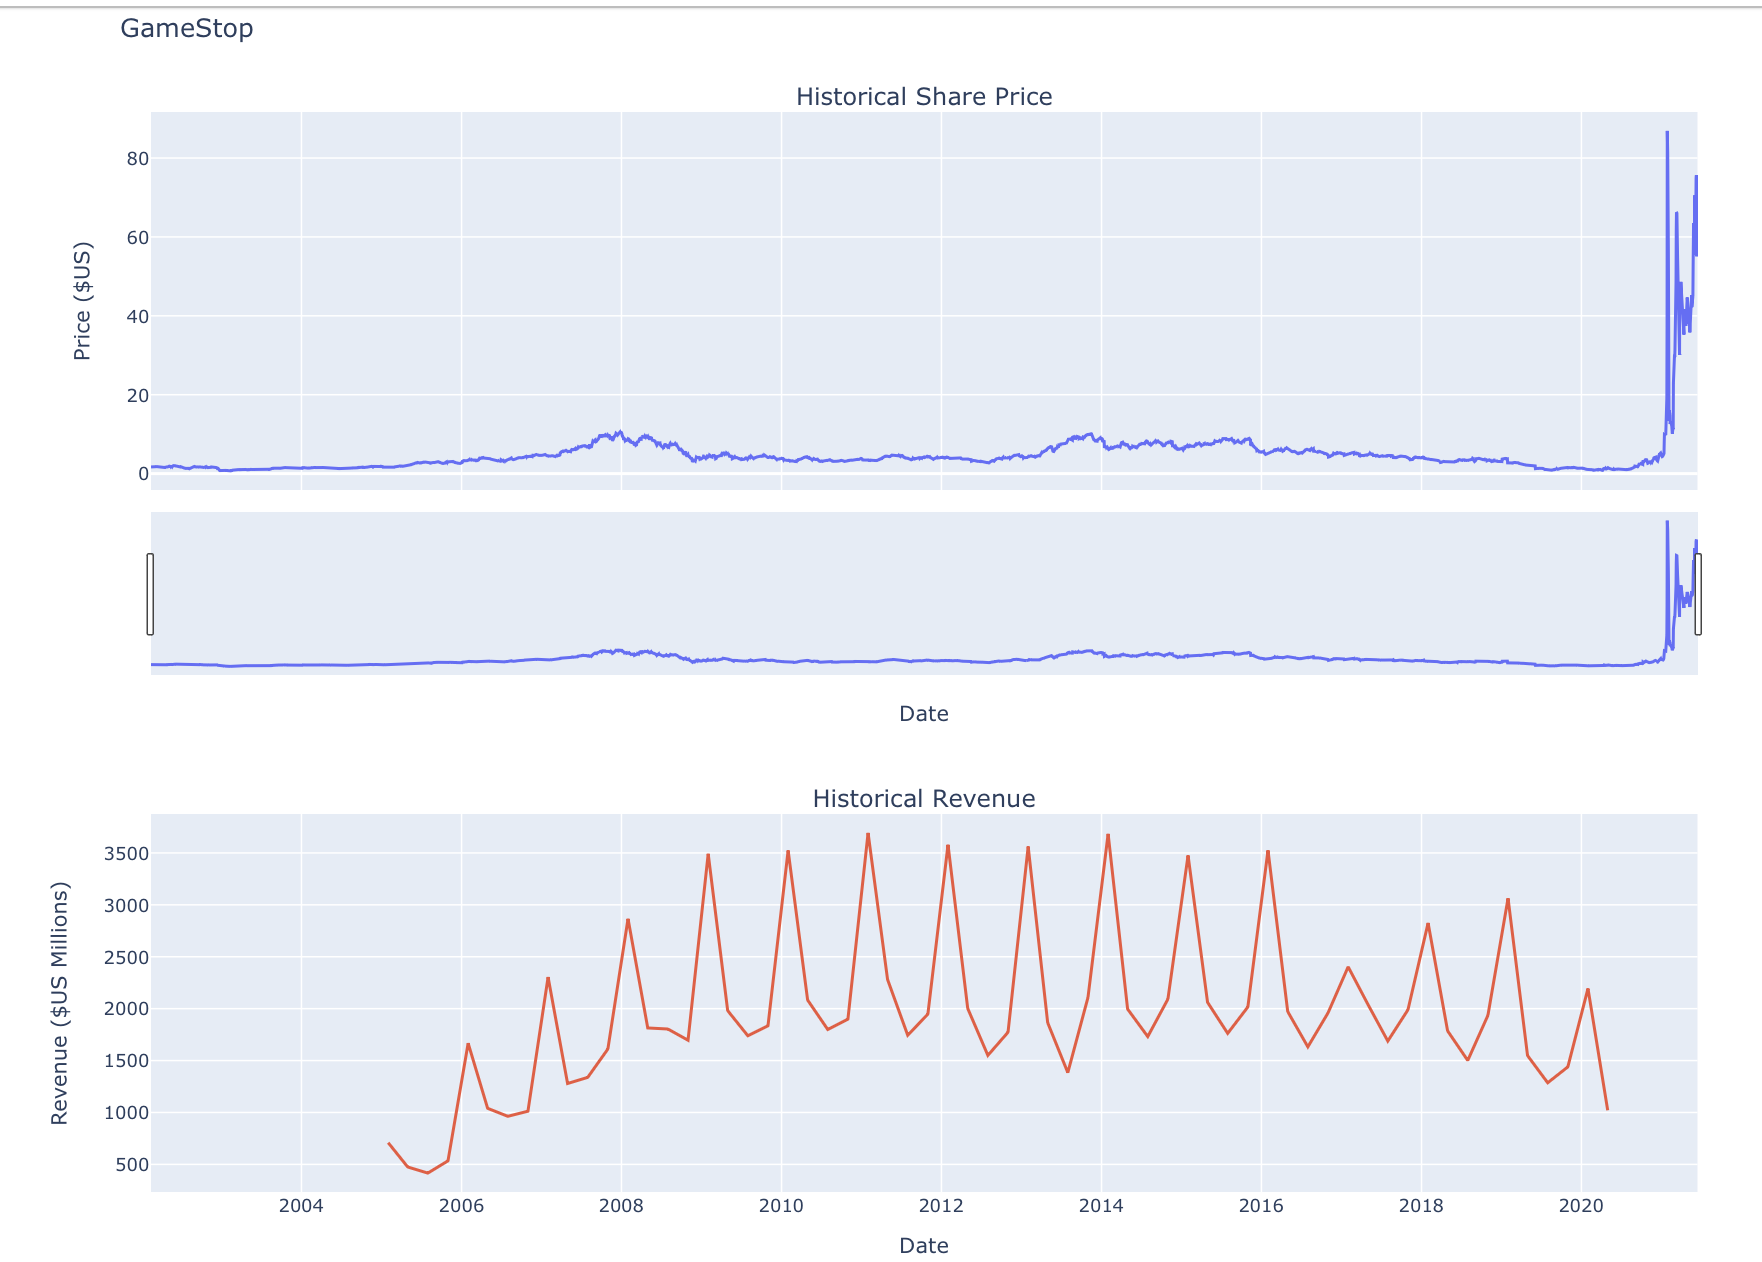 GameStop
Historical Share Price
Price ($US)
80
60
40
20
0
Date
Historical Revenue
Revenue ($US Millions)
3500
3000
2500
2000
1500
1000
500
2004 2006 2008 2010 2012 2014 2016 2018 2020
Date